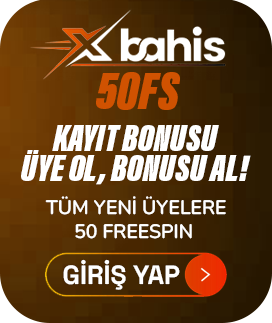 Xbahis
50FS
KAYIT BONUSU
ÜYE OL, BONUSU AL!
TÜM YENİ ÜYELERE
50 FREESPIN
GİRİŞ YAP >